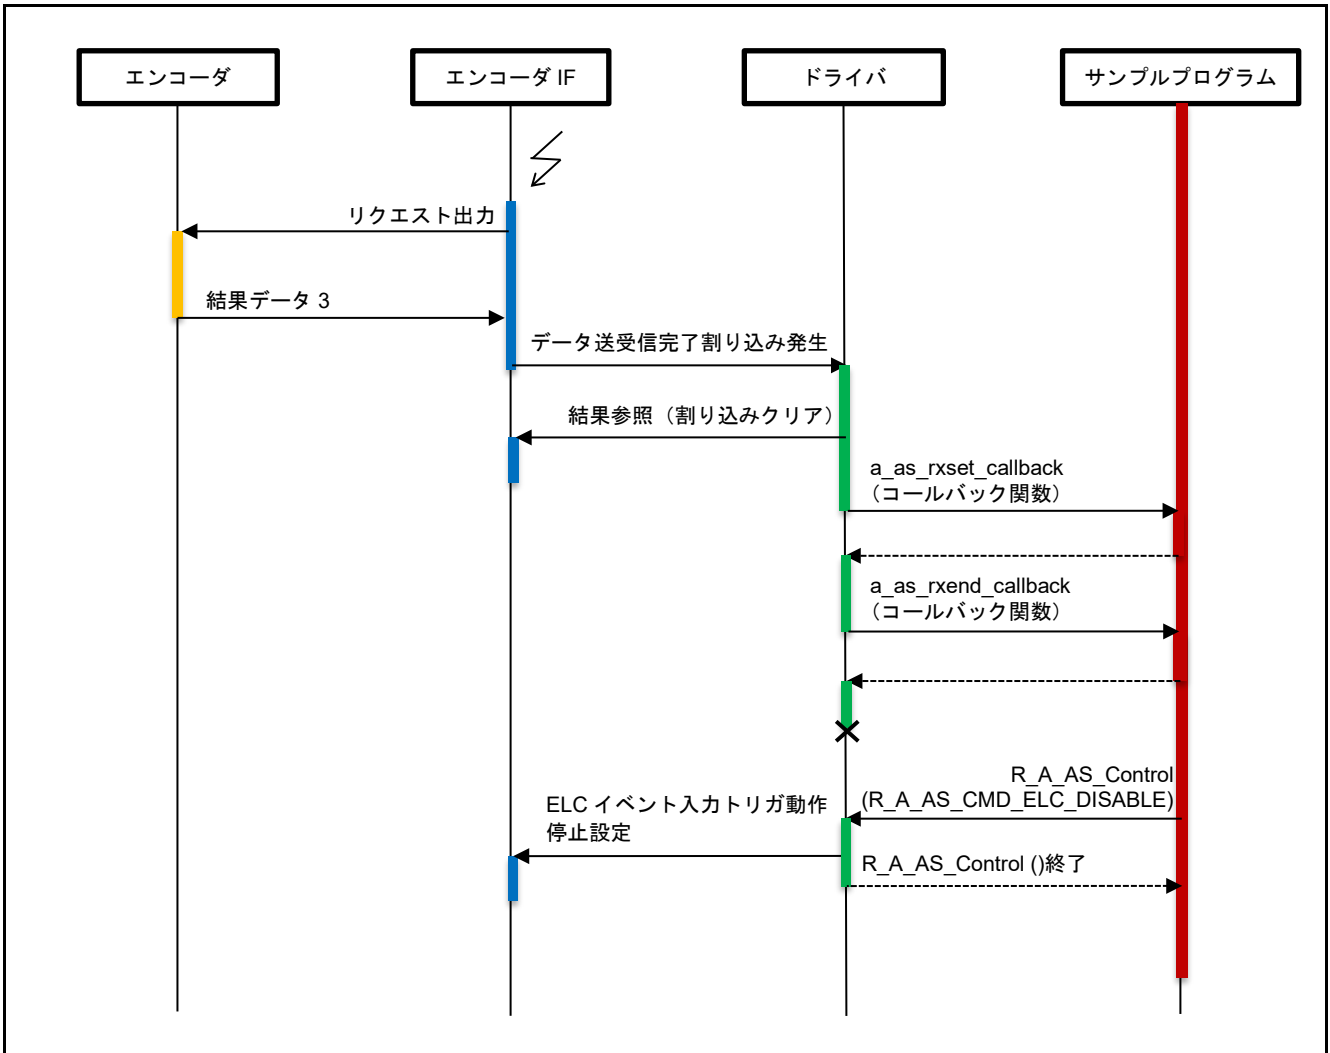 エンコーダ
エンコーダ IF
ドライバ
サンプルプログラム
リクエスト出力
結果データ 3
データ送受信完了割り込み発生
結果参照（割り込みクリア）
a_as_rxset_callback
（コールバック関数）
a_as_rxend_callback
（コールバック関数）
R_A_AS_Control
(R_A_AS_CMD_ELC_DISABLE)
ELC イベント入力トリガ動作
停止設定
R_A_AS_Control ()終了